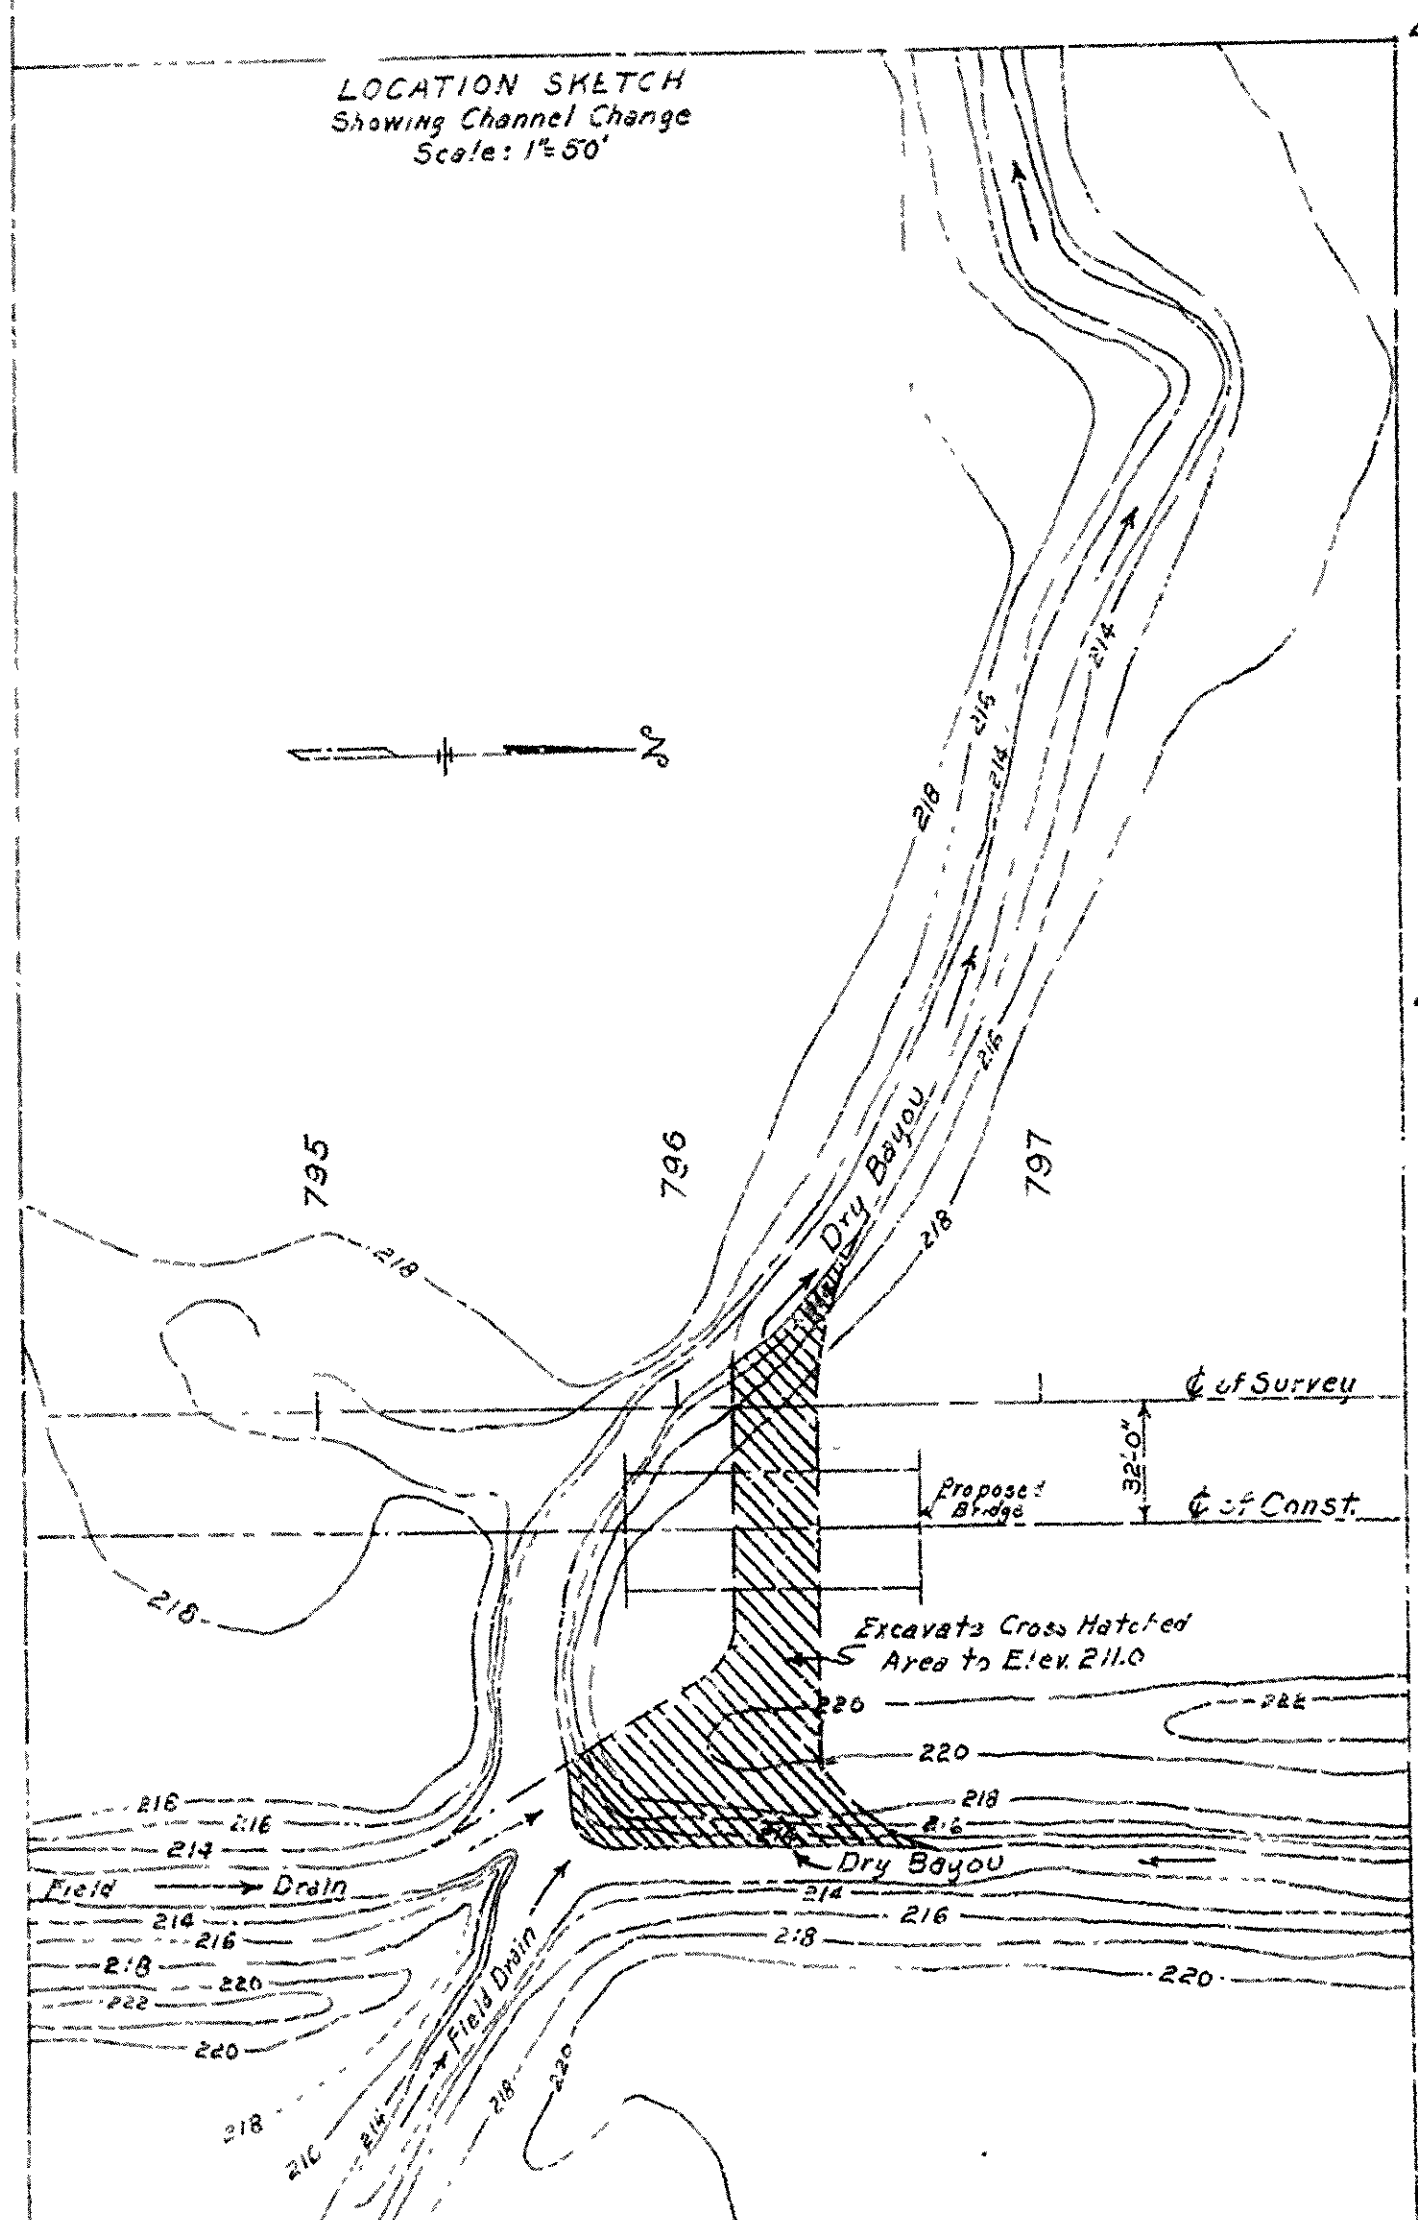 LOCATION SKETCH
Showing Channel Change
Scale: 1"=50'
N
214
216
214
218
216
Dry Bayou
795
796
797
218
218
℄ of Survey
32'-0"
Proposed
Bridge
℄ of Const.
218
Excavate Cross Hatched
Area to Elev. 211.0
220
222
220
216
218
216
216
214
Dry Bayou
Field Drain
214
214
216
216
218
218
220
220
222
220
Field Drain
218
220
218
214
216